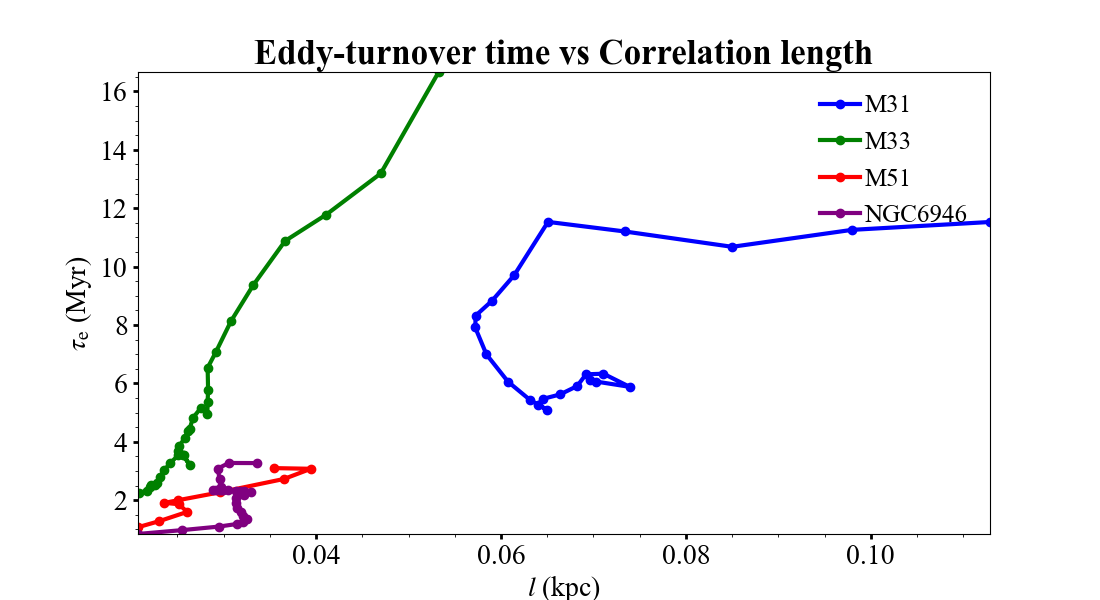 Eddy-turnover time vs Correlation length
16
14
12
10
8
6
4
2
τe (Myr)
M31
M33
M51
NGC6946
0.04 0.06 0.08 0.10
l (kpc)